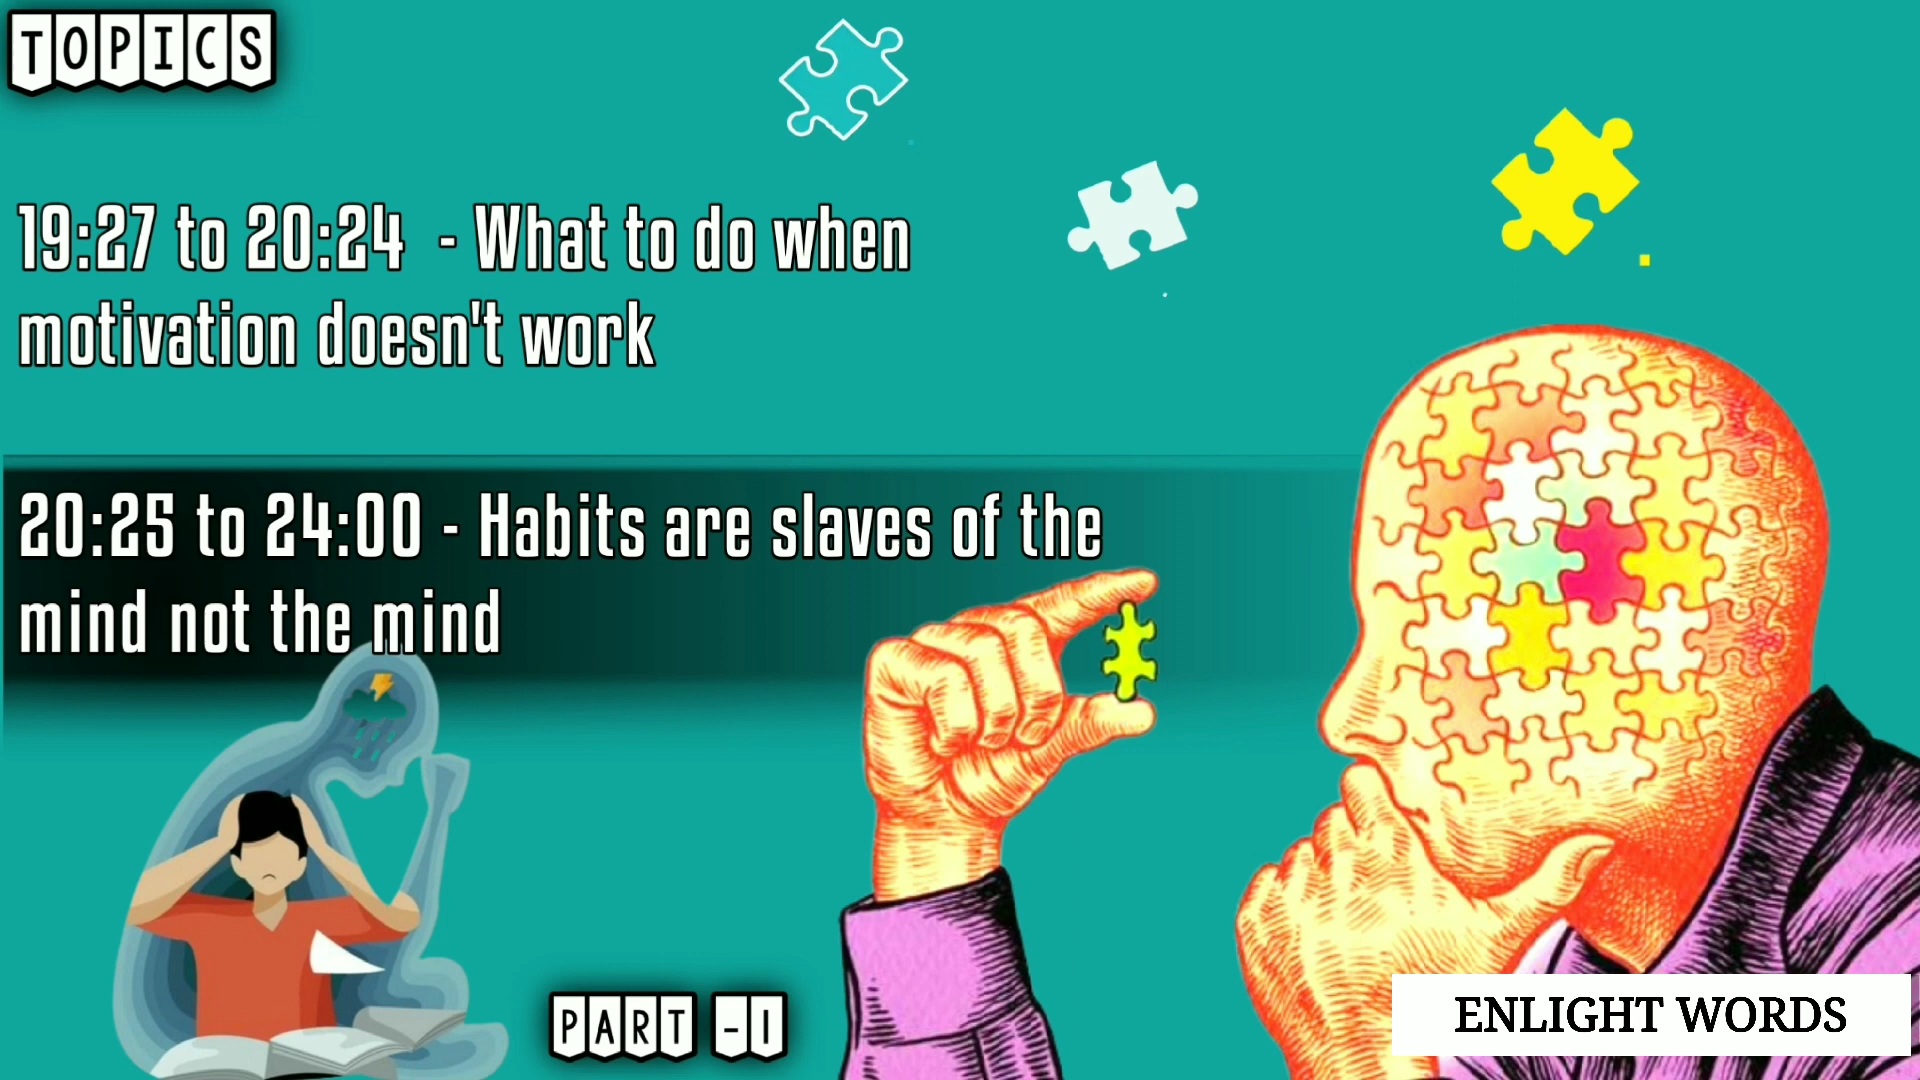 TOPICS
19:27 to 20:24 - What to do when
motivation doesn't work
20:25 to 24:00 - Habits are slaves of the
mind not the mind
PART -1
ENLIGHT WORDS